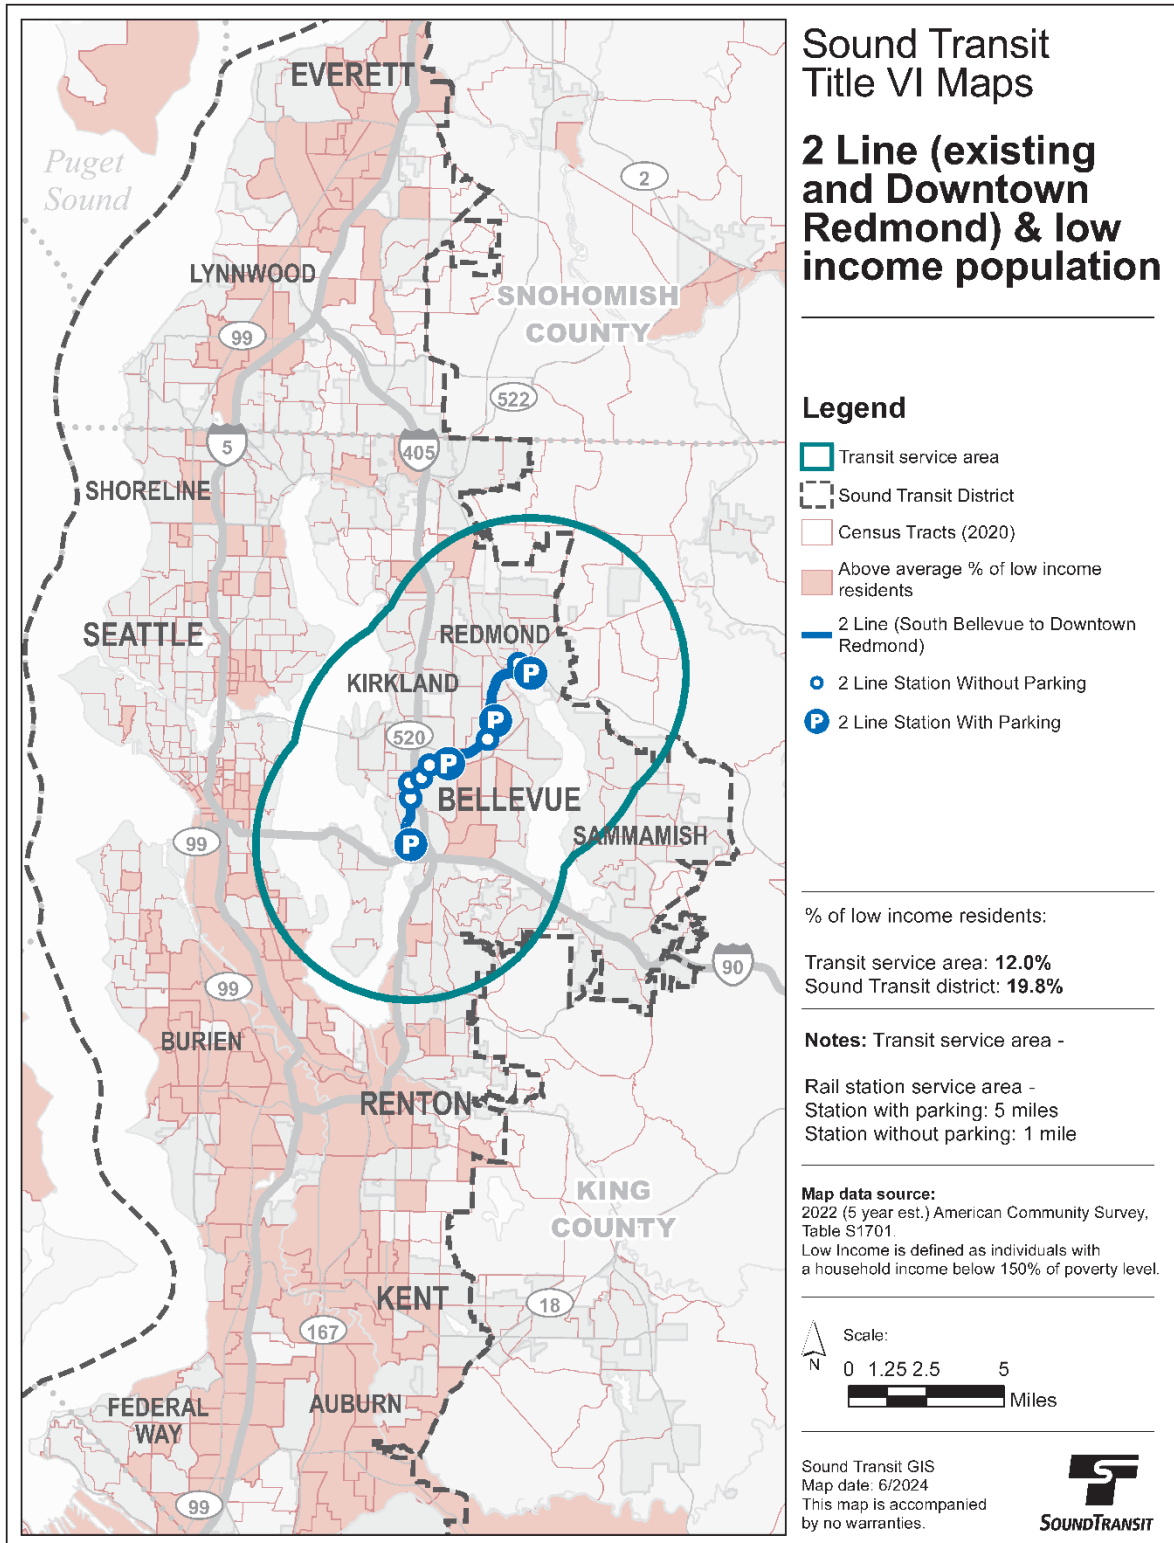 Sound Transit
Title VI Maps
2 Line (existing
and Downtown
Redmond) & low
income population
Legend
Transit service area
Sound Transit District
Census Tracts (2020)
Above average % of low income
residents
2 Line (South Bellevue to Downtown
Redmond)
2 Line Station Without Parking
P
2 Line Station With Parking
% of low income residents:
Transit service area: 12.0%
Sound Transit district: 19.8%
Notes: Transit service area -
Rail station service area -
Station with parking: 5 miles
Station without parking: 1 mile
Map data source:
2022 (5 year est.) American Community Survey,
Table S1701.
Low Income is defined as individuals with
a household income below 150% of poverty level.
N
Scale:
0 1.25 2.5 5
Miles
Sound Transit GIS
Map date: 6/2024
This map is accompanied
by no warranties.
SOUNDTRANSIT
EVERETT
Puget
Sound
2
LYNNWOOD
SNOHOMISH
COUNTY
99
522
5
405
SHORELINE
SEATTLE
REDMOND
P
KIRKLAND
P
520
P
BELLEVUE
99
P
SAMMAMISH
90
99
BURIEN
RENTON
KING
COUNTY
KENT
18
167
FEDERAL
WAY
AUBURN
99